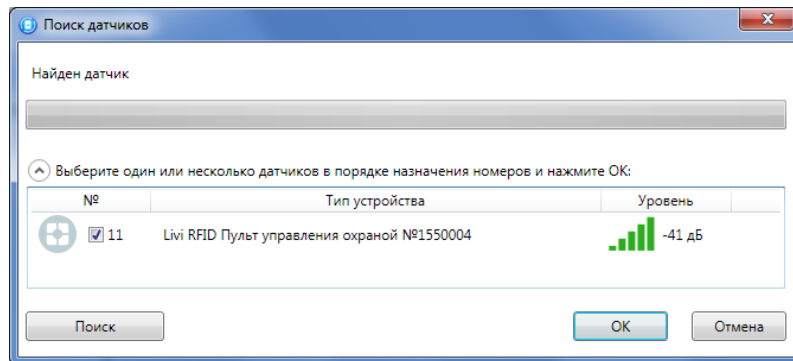 Поиск датчиков
Найден датчик
Выберите один или несколько датчиков в порядке назначения номеров и нажмите ОК:
№ Тип устройства Уровень
11 Livi RFID Пульт управления охраной №1550004 -41 дБ
Поиск ОК Отмена